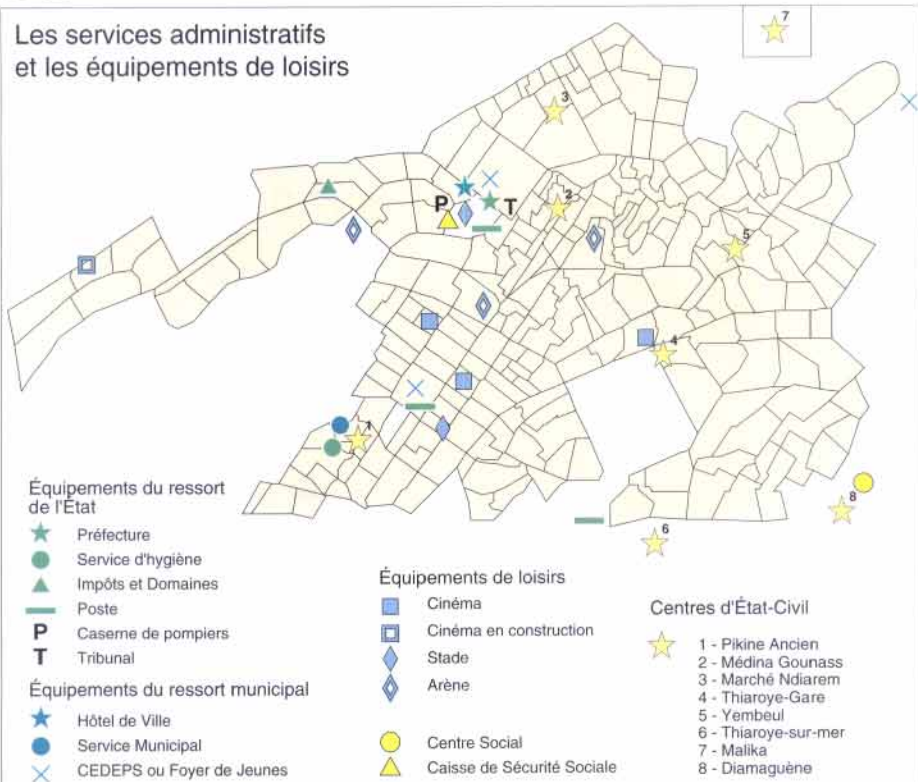 Les services administratifs
et les équipements de loisirs
7
3
P
T
2
5
4
1
8
6
Équipements du ressort
de l'État
Préfecture
Service d'hygiène
Impôts et Domaines
Poste
P Caserne de pompiers
T Tribunal
Équipements du ressort municipal
Hôtel de Ville
Service Municipal
CEDEPS ou Foyer de Jeunes
Équipements de loisirs
Cinéma
Cinéma en construction
Stade
Arène
Centre Social
Caisse de Sécurité Sociale
Centres d'État-Civil
1 - Pikine Ancien
2 - Médina Gounass
3 - Marché Ndiarem
4 - Thiaroye-Gare
5 - Yembeul
6 - Thiaroye-sur-mer
7 - Malika
8 - Diamaguène